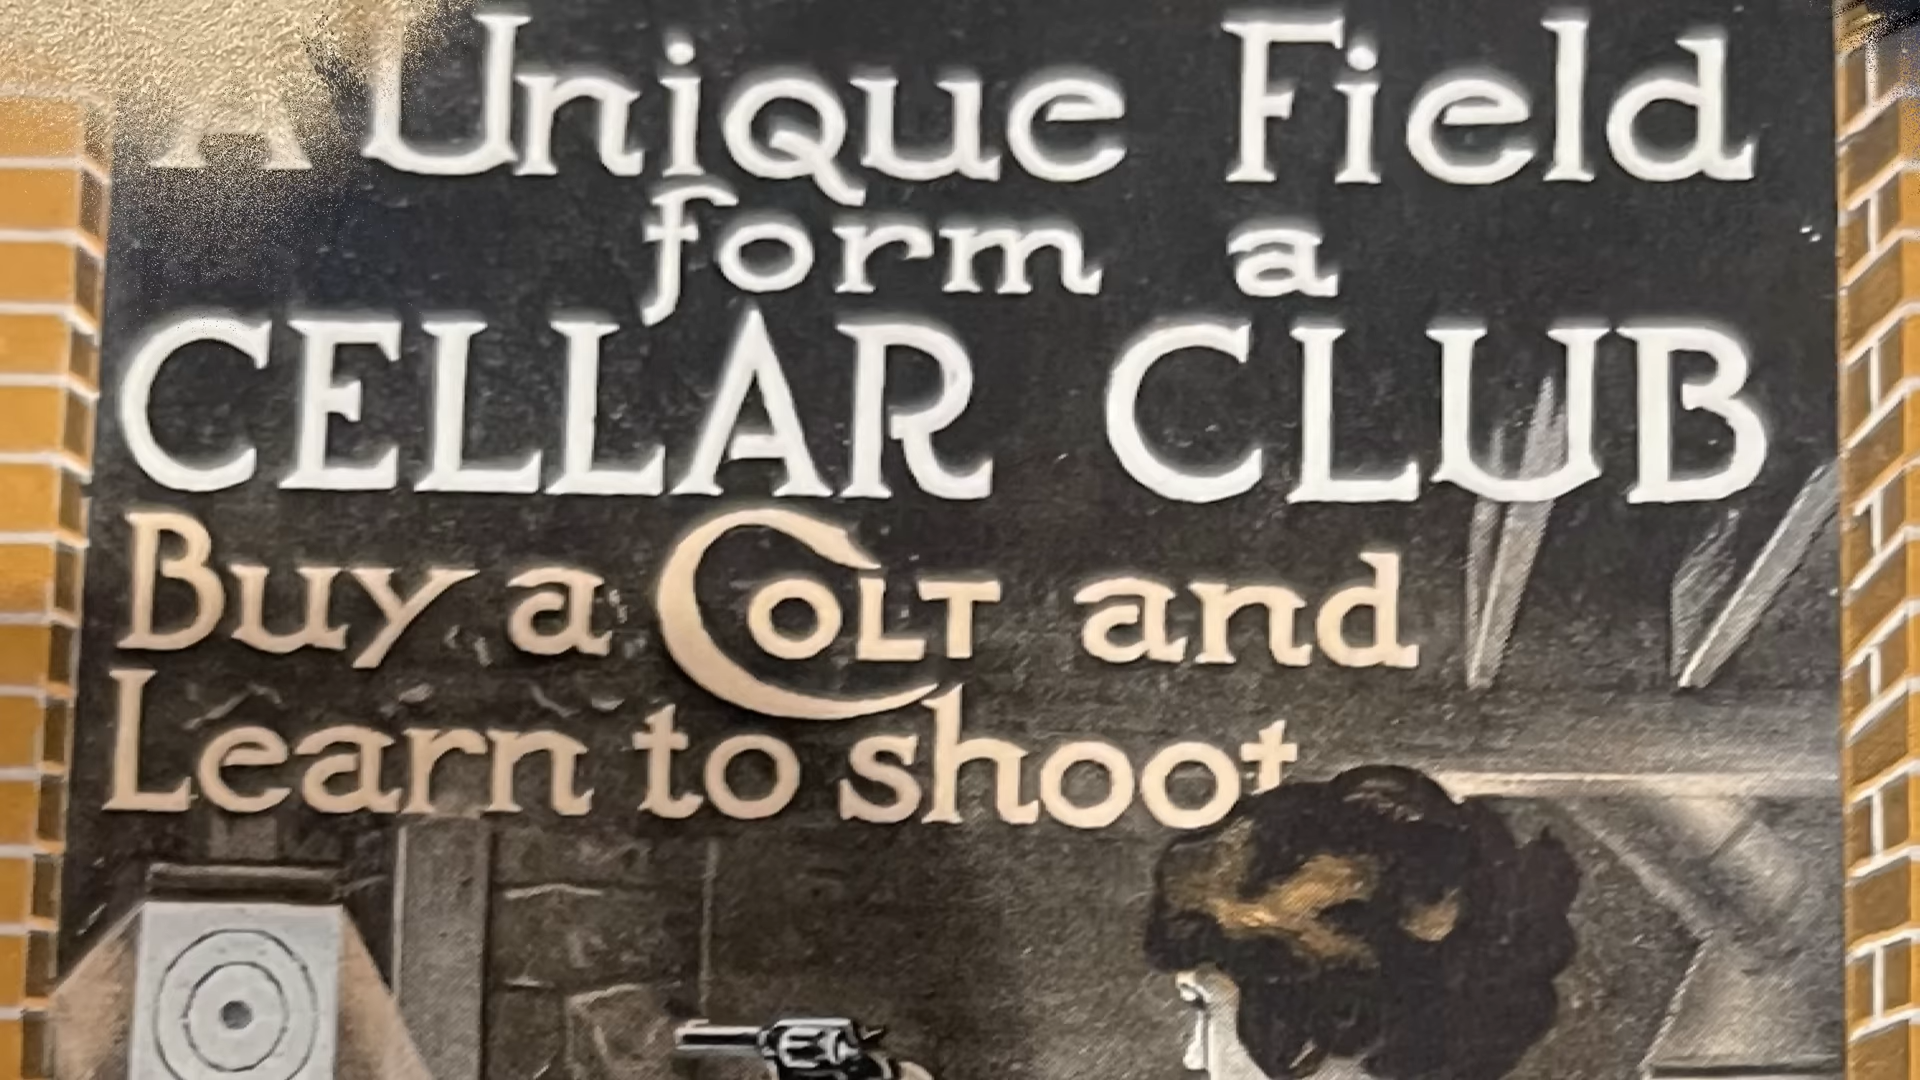 A Unique Field
form a
CELLAR CLUB
Buy a COLT and
Learn to shoot